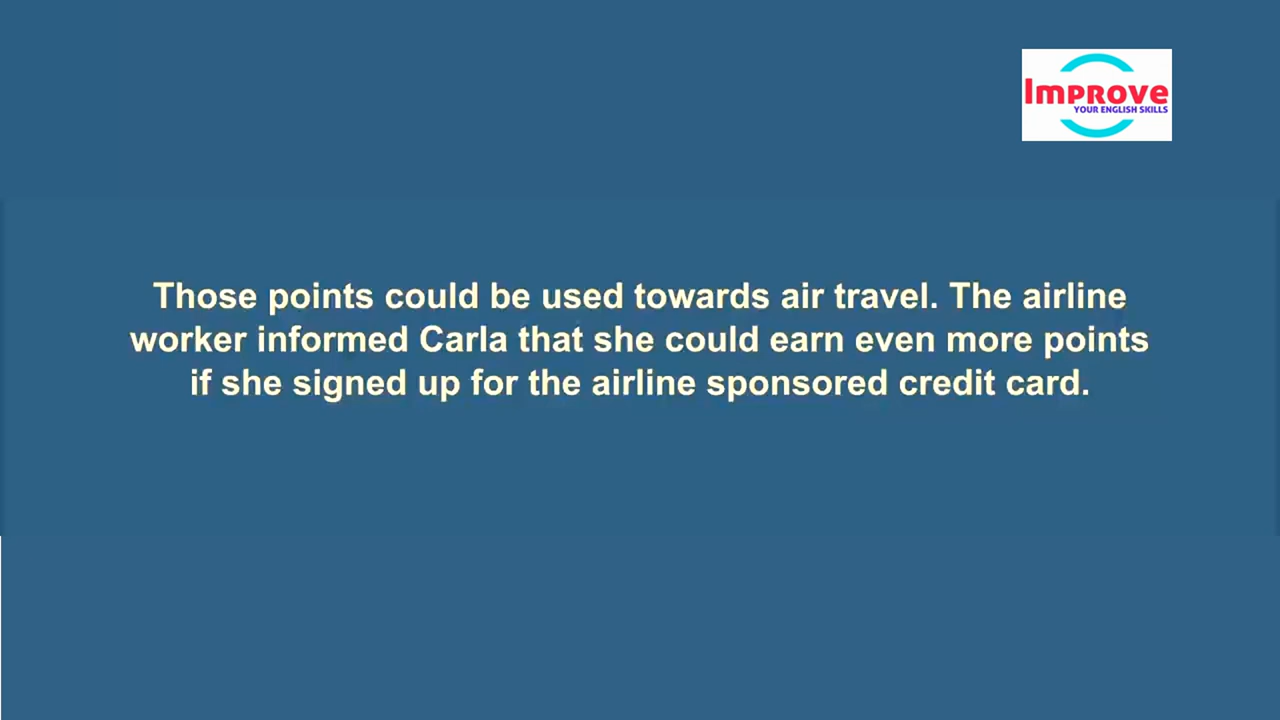 Improve
YOUR ENGLISH SKILLS
Those points could be used towards air travel. The airline
worker informed Carla that she could earn even more points
if she signed up for the airline sponsored credit card.